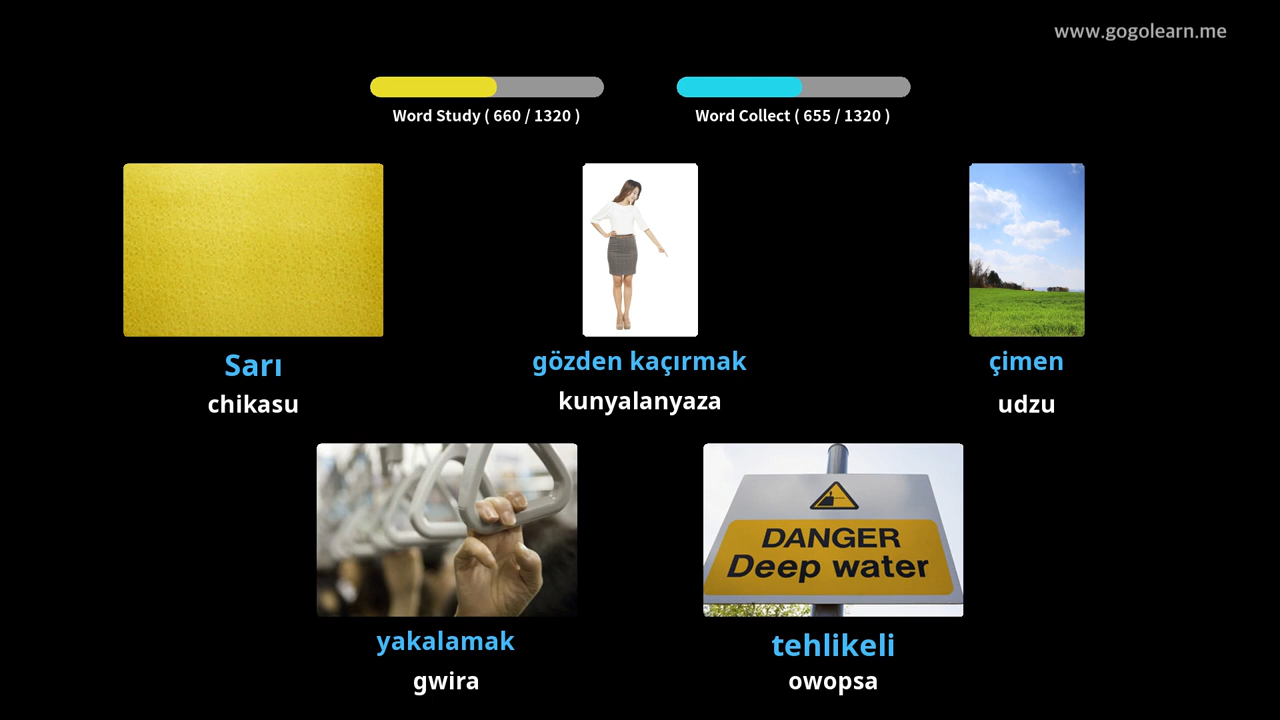 www.gogolearn.me
Word Study ( 660 / 1320 )
Word Collect ( 655 / 1320 )
Sarı
chikasu
gözden kaçırmak
kunyalanyaza
çimen
udzu
DANGER
Deep water
yakalamak
gwira
tehlikeli
owopsa